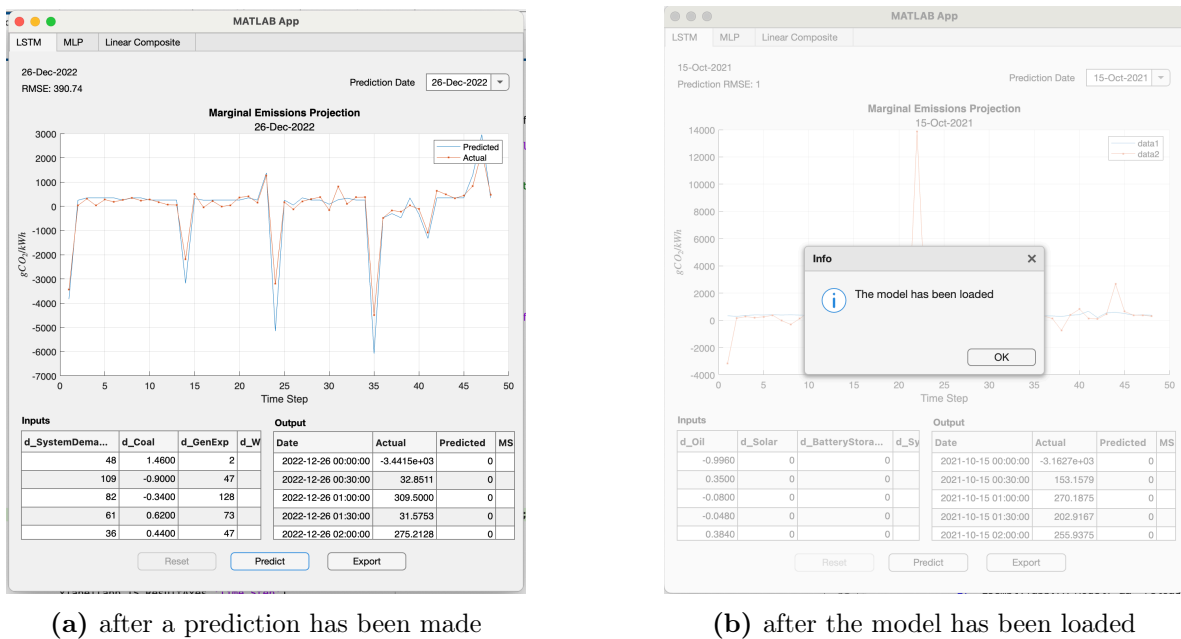 MATLAB App
LSTM MLP Linear Composite
26-Dec-2022
RMSE: 390.74
Prediction Date 26-Dec-2022
Marginal Emissions Projection
26-Dec-2022
3000
2000
1000
0
-1000
-2000
-3000
-4000
-5000
-6000
-7000
gCO2/kWh
Predicted
Actual
0 5 10 15 20 25 30 35 40 45 50
Time Step
Inputs
d_SystemDema... d_Coal d_GenExp d_W
48 1.4600 2
109 -0.9000 47
82 -0.3400 128
61 0.6200 73
36 0.4400 47
Output
Date Actual Predicted MS
2022-12-26 00:00:00 -3.4415e+03 0
2022-12-26 00:30:00 32.8511 0
2022-12-26 01:00:00 309.5000 0
2022-12-26 01:30:00 31.5753 0
2022-12-26 02:00:00 275.2128 0
Reset Predict Export
(a) after a prediction has been made
MATLAB App
LSTM MLP Linear Composite
15-Oct-2021
Prediction RMSE: 1
Prediction Date 15-Oct-2021
Marginal Emissions Projection
15-Oct-2021
14000
12000
10000
8000
6000
4000
2000
0
-2000
-4000
gCO2/kWh
data1
data2
Info
The model has been loaded
OK
0 5 10 15 20 25 30 35 40 45 50
Time Step
Inputs
d_Oil d_Solar d_BatteryStora... d_Sy
-0.9960 0 0
0.3500 0 0
-0.0800 0 0
-0.0480 0 0
0.3840 0 0
Output
Date Actual Predicted MS
2021-10-15 00:00:00 -3.1627e+03 0
2021-10-15 00:30:00 153.1579 0
2021-10-15 01:00:00 270.1875 0
2021-10-15 01:30:00 202.9167 0
2021-10-15 02:00:00 255.9375 0
Reset Predict Export
(b) after the model has been loaded